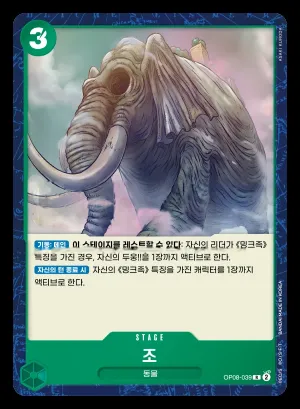 3
기동: 메인 이 스테이지를 레스트할 수 있다: 자신의 리더가 《밍크족》
특징을 가진 경우, 자신의 두웅!!을 1장까지 액티브로 한다.
자신의 턴 종료 시 자신의 《밍크족》 특징을 가진 캐릭터를 1장까지
액티브로 한다.
STAGE
조
동물
OP08-039 R 2